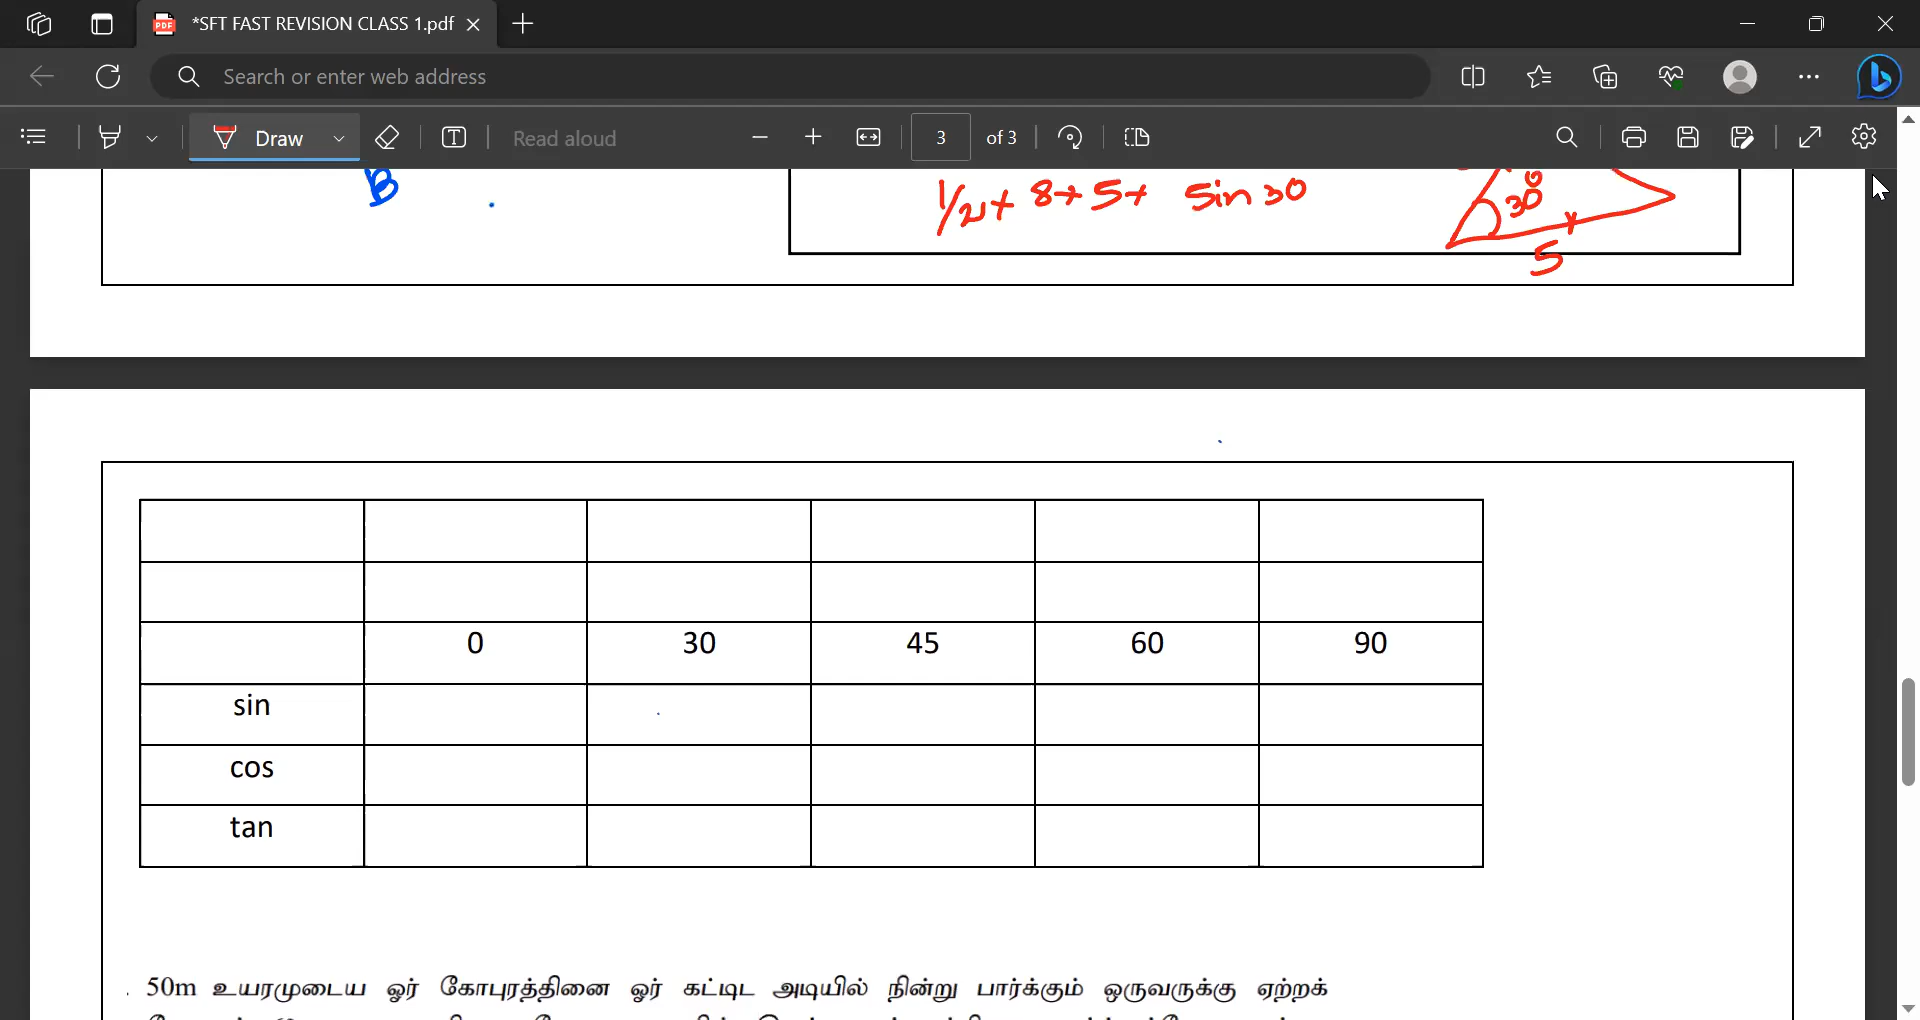 *SFT FAST REVISION CLASS 1.pdf
Search or enter web address
Draw
Read aloud
3 of 3
B
1/2 × 8 × 5 × Sin 30
30
5
0 30 45 60 90
sin
cos
tan
50m உயரமுடைய ஓர் கோபுரத்தினை ஓர் கட்டிட அடியில் நின்று பார்க்கும் ஒருவருக்கு ஏற்றக்